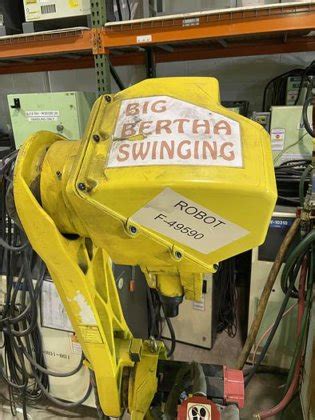 BIG
BERTHA
SWINGING
ROBOT
F-49590